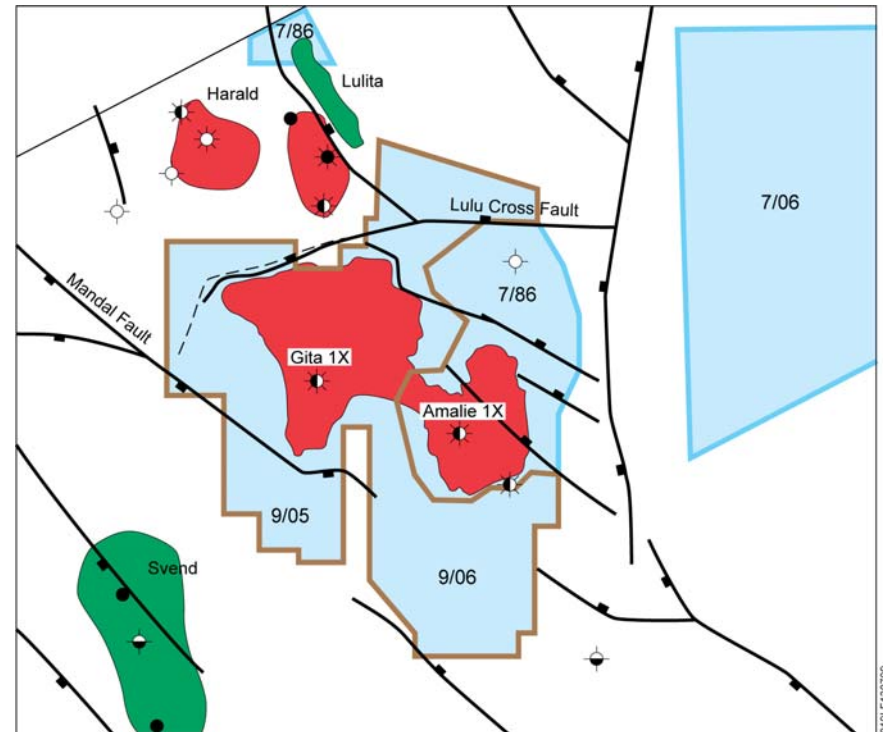 7/86
Lulita
Harald
7/06
Lulu Cross Fault
7/86
Mandal Fault
Gita 1X
Amalie 1X
9/05
9/06
Svend